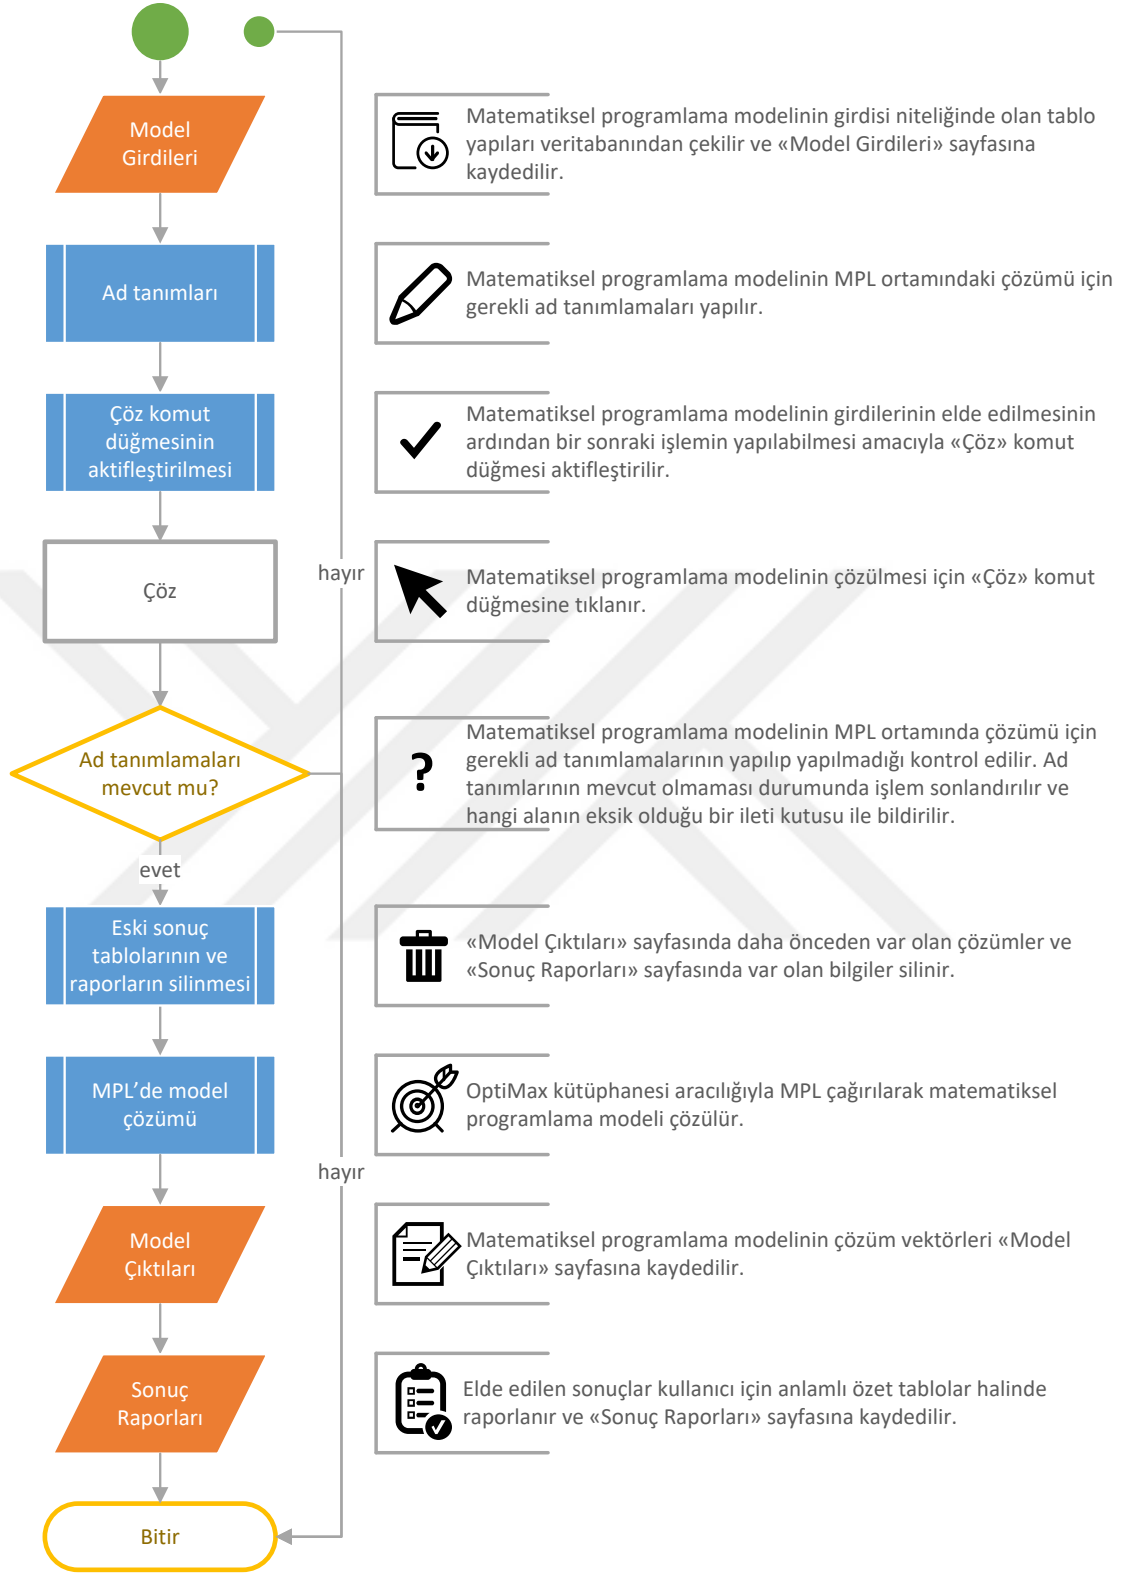 Model
Girdileri
Matematiksel programlama modelinin girdisi niteliğinde olan tablo
yapıları veritabanından çekilir ve «Model Girdileri» sayfasına
kaydedilir.
Ad tanımları
Matematiksel programlama modelinin MPL ortamındaki çözümü için
gerekli ad tanımlamaları yapılır.
Çöz komut
düğmesinin
aktifleştirilmesi
Matematiksel programlama modelinin girdilerinin elde edilmesinin
ardından bir sonraki işlemin yapılabilmesi amacıyla «Çöz» komut
düğmesi aktifleştirilir.
Çöz
hayır
Matematiksel programlama modelinin çözülmesi için «Çöz» komut
düğmesine tıklanır.
Ad tanımlamaları
mevcut mu?
?
Matematiksel programlama modelinin MPL ortamında çözümü için
gerekli ad tanımlamalarının yapılıp yapılmadığı kontrol edilir. Ad
tanımlarının mevcut olmaması durumunda işlem sonlandırılır ve
hangi alanın eksik olduğu bir ileti kutusu ile bildirilir.
evet
Eski sonuç
tablolarının ve
raporların silinmesi
«Model Çıktıları» sayfasında daha önceden var olan çözümler ve
«Sonuç Raporları» sayfasında var olan bilgiler silinir.
MPL’de model
çözümü
OptiMax kütüphanesi aracılığıyla MPL çağırılarak matematiksel
programlama modeli çözülür.
hayır
Model
Çıktıları
Matematiksel programlama modelinin çözüm vektörleri «Model
Çıktıları» sayfasına kaydedilir.
Sonuç
Raporları
Elde edilen sonuçlar kullanıcı için anlamlı özet tablolar halinde
raporlanır ve «Sonuç Raporları» sayfasına kaydedilir.
Bitir